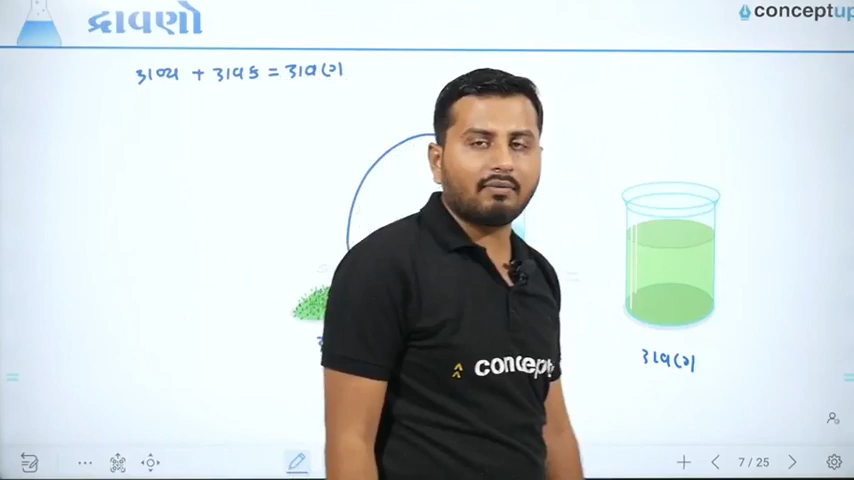 દ્રાવણો
conceptup
દ્રાવ્ય + દ્રાવક = દ્રાવણ
concept
દ્રાવણ
7 / 25